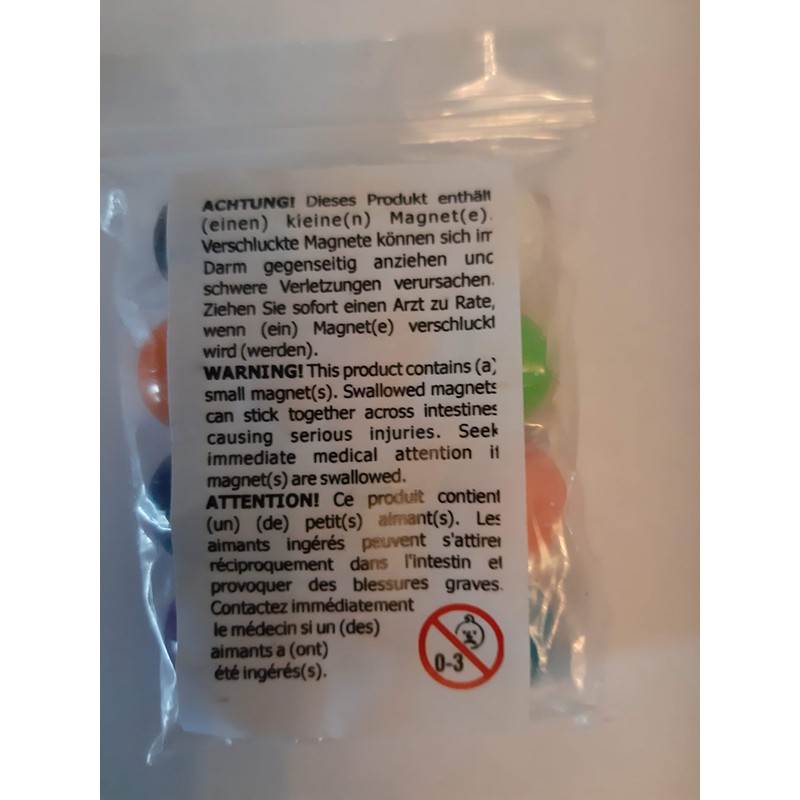 ACHTUNG! Dieses Produkt enthält
(einen) kleine(n) Magnet(e).
Verschluckte Magnete können sich im
Darm gegenseitig anziehen und
schwere Verletzungen verursachen.
Ziehen Sie sofort einen Arzt zu Rate,
wenn (ein) Magnet(e) verschluckt
wird (werden).
WARNING! This product contains (a)
small magnet(s). Swallowed magnets
can stick together across intestines
causing serious injuries. Seek
immediate medical attention if
magnet(s) are swallowed.
ATTENTION! Ce produit contient
(un) (de) petit(s) aimant(s). Les
aimants ingérés peuvent s'attirer
réciproquement dans l'intestin et
provoquer des blessures graves.
Contactez immédiatement
le médecin si un (des)
aimants a (ont)
été ingérés(s).
0-3